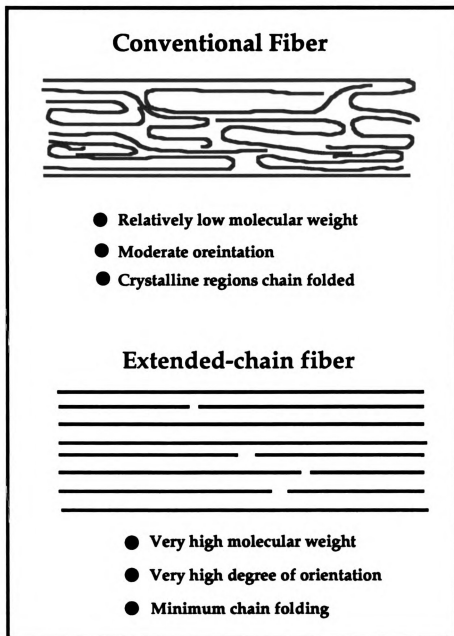 Conventional Fiber
● Relatively low molecular weight
● Moderate oreintation
● Crystalline regions chain folded
Extended-chain fiber
● Very high molecular weight
● Very high degree of orientation
● Minimum chain folding